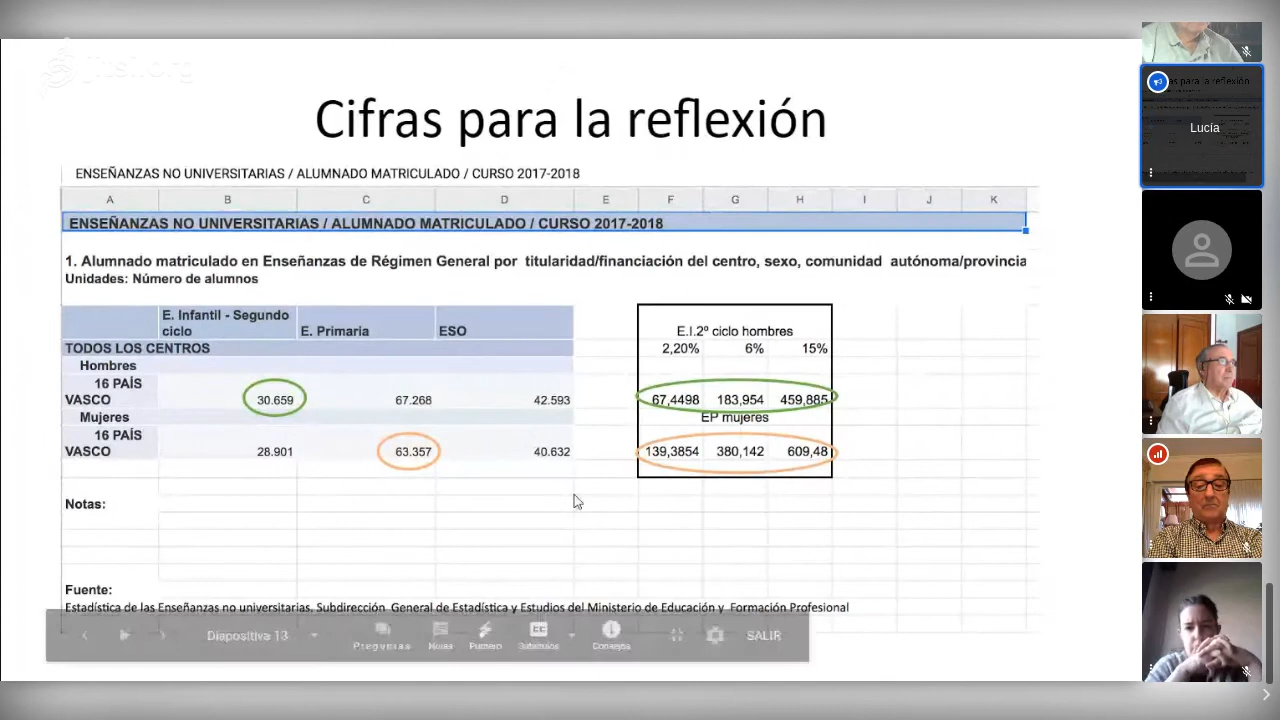 jitsi.org
Cifras para la reflexión
ENSEÑANZAS NO UNIVERSITARIAS / ALUMNADO MATRICULADO / CURSO 2017-2018
A B C D E F G H I J K
ENSEÑANZAS NO UNIVERSITARIAS / ALUMNADO MATRICULADO / CURSO 2017-2018
1. Alumnado matriculado en Enseñanzas de Régimen General por titularidad/financiación del centro, sexo, comunidad autónoma/provincia
Unidades: Número de alumnos
E. Infantil - Segundo
ciclo E. Primaria ESO E.I.2º ciclo hombres
TODOS LOS CENTROS 2,20% 6% 15%
Hombres
16 PAÍS
VASCO 30.659 67.268 42.593 67,4498 183,954 459,885
Mujeres EP mujeres
16 PAÍS
VASCO 28.901 63.357 40.632 139,3854 380,142 609,48
Notas:
Fuente:
Estadística de las Enseñanzas no universitarias. Subdirección General de Estadística y Estudios del Ministerio de Educación y Formación Profesional
Diapositiva 13
Preguntas Notas Puntero Subtítulos Consejos SALIR
as para la reflexión
Lucía